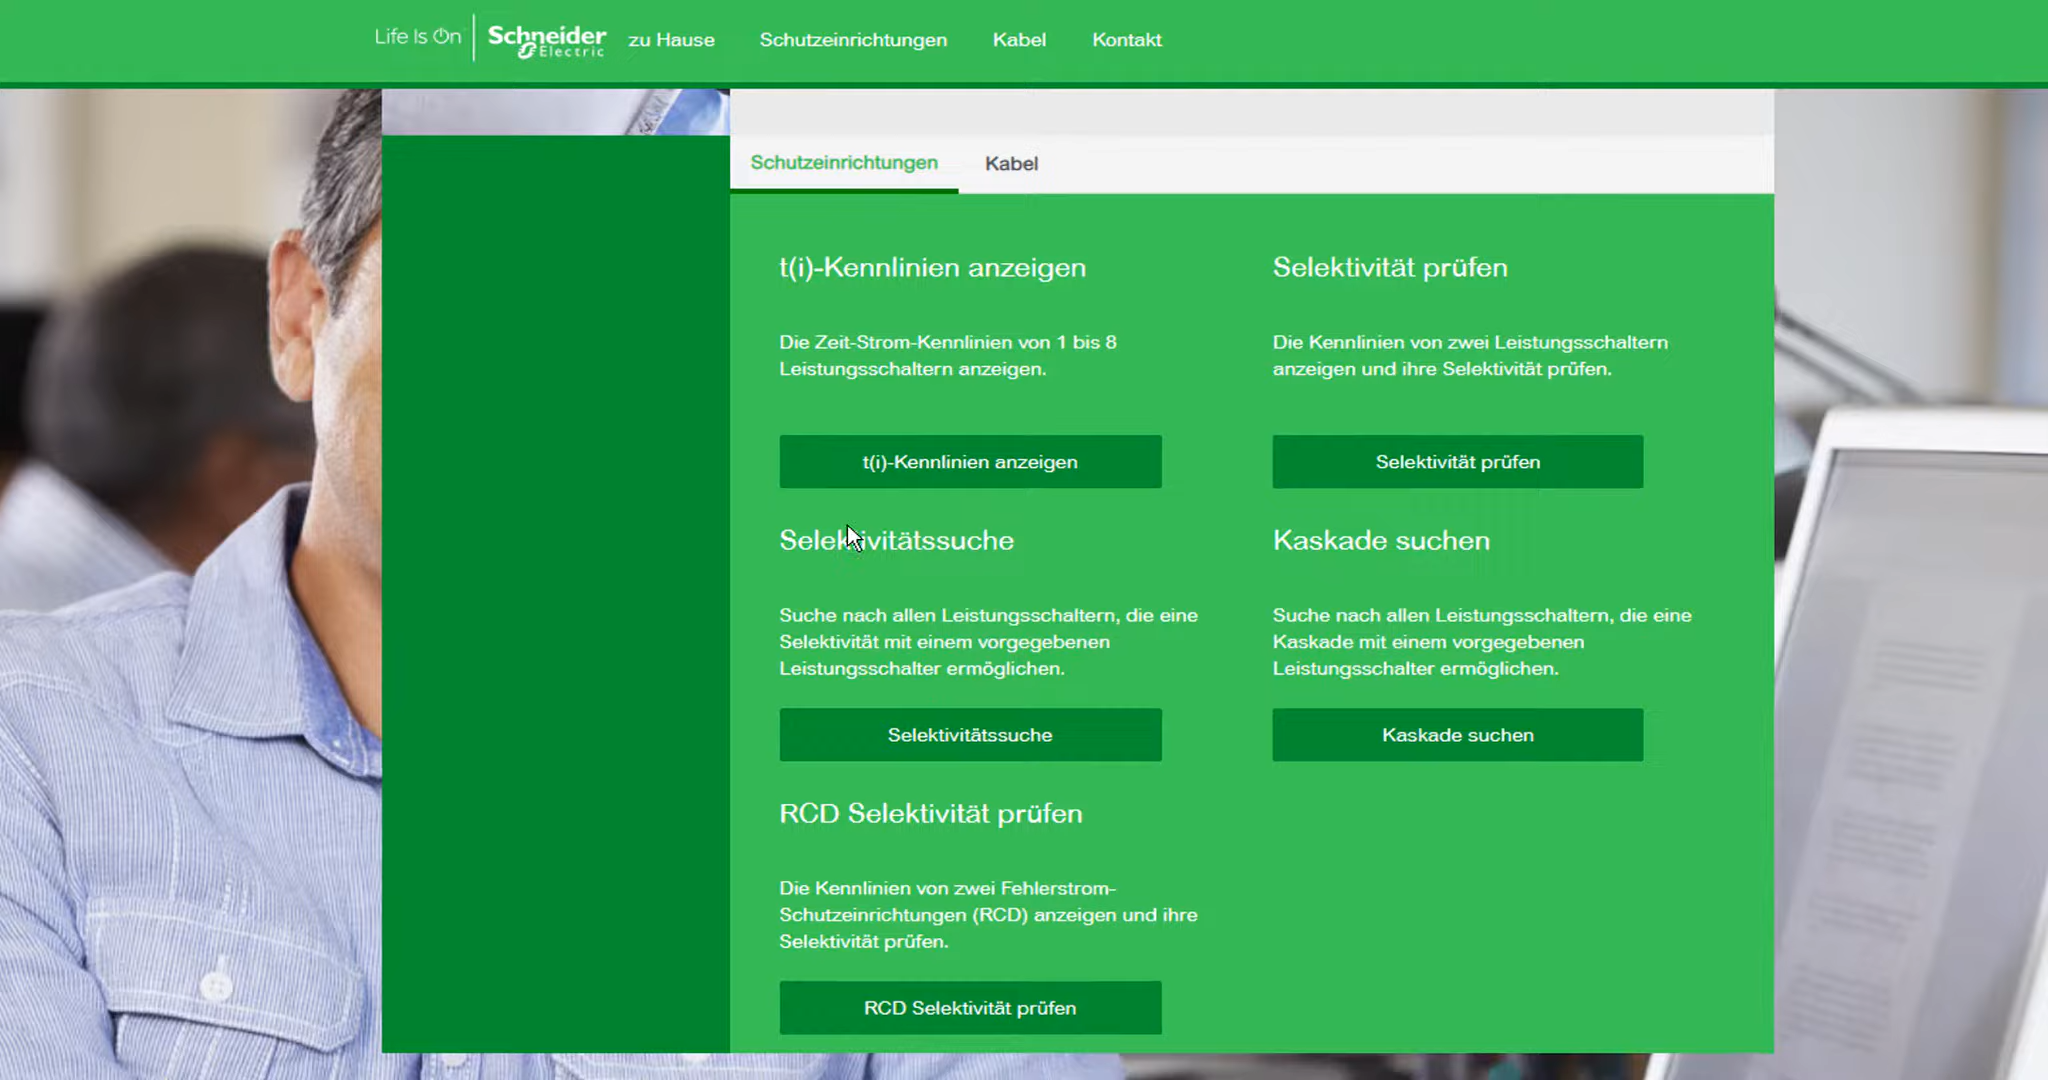 Life Is On Schneider Electric zu Hause Schutzeinrichtungen Kabel Kontakt
Schutzeinrichtungen Kabel
t(i)-Kennlinien anzeigen
Die Zeit-Strom-Kennlinien von 1 bis 8
Leistungsschaltern anzeigen.
t(i)-Kennlinien anzeigen
Selektivität prüfen
Die Kennlinien von zwei Leistungsschaltern
anzeigen und ihre Selektivität prüfen.
Selektivität prüfen
Selektivitätssuche
Suche nach allen Leistungsschaltern, die eine
Selektivität mit einem vorgegebenen
Leistungsschalter ermöglichen.
Selektivitätssuche
Kaskade suchen
Suche nach allen Leistungsschaltern, die eine
Kaskade mit einem vorgegebenen
Leistungsschalter ermöglichen.
Kaskade suchen
RCD Selektivität prüfen
Die Kennlinien von zwei Fehlerstrom-
Schutzeinrichtungen (RCD) anzeigen und ihre
Selektivität prüfen.
RCD Selektivität prüfen